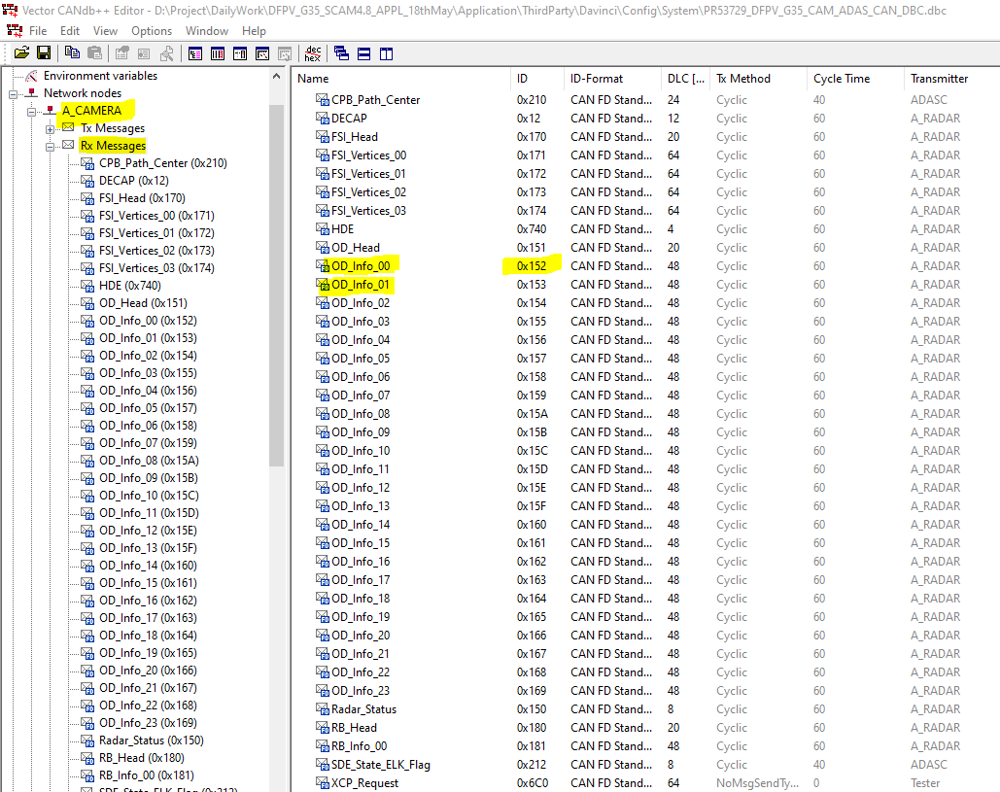 Vector CANdb++ Editor - D:\Project\DailyWork\DFPV_G35_SCAM4.8_APPL_18thMay\Application\ThirdParty\Davinci\Config\System\PR53729_DFPV_G35_CAM_ADAS_CAN_DBC.dbc
File Edit View Options Window Help
dec hex
Environment variables
Network nodes
A_CAMERA
Tx Messages
Rx Messages
CPB_Path_Center (0x210)
DECAP (0x12)
FSI_Head (0x170)
FSI_Vertices_00 (0x171)
FSI_Vertices_01 (0x172)
FSI_Vertices_02 (0x173)
FSI_Vertices_03 (0x174)
HDE (0x740)
OD_Head (0x151)
OD_Info_00 (0x152)
OD_Info_01 (0x153)
OD_Info_02 (0x154)
OD_Info_03 (0x155)
OD_Info_04 (0x156)
OD_Info_05 (0x157)
OD_Info_06 (0x158)
OD_Info_07 (0x159)
OD_Info_08 (0x15A)
OD_Info_09 (0x15B)
OD_Info_10 (0x15C)
OD_Info_11 (0x15D)
OD_Info_12 (0x15E)
OD_Info_13 (0x15F)
OD_Info_14 (0x160)
OD_Info_15 (0x161)
OD_Info_16 (0x162)
OD_Info_17 (0x163)
OD_Info_18 (0x164)
OD_Info_19 (0x165)
OD_Info_20 (0x166)
OD_Info_21 (0x167)
OD_Info_22 (0x168)
OD_Info_23 (0x169)
Radar_Status (0x150)
RB_Head (0x180)
RB_Info_00 (0x181)
SDE_State_ELK_Flag (0x212)
Name ID ID-Format DLC [... Tx Method Cycle Time Transmitter
CPB_Path_Center 0x210 CAN FD Stand... 24 Cyclic 40 ADASC
DECAP 0x12 CAN FD Stand... 12 Cyclic 60 A_RADAR
FSI_Head 0x170 CAN FD Stand... 20 Cyclic 60 A_RADAR
FSI_Vertices_00 0x171 CAN FD Stand... 64 Cyclic 60 A_RADAR
FSI_Vertices_01 0x172 CAN FD Stand... 64 Cyclic 60 A_RADAR
FSI_Vertices_02 0x173 CAN FD Stand... 64 Cyclic 60 A_RADAR
FSI_Vertices_03 0x174 CAN FD Stand... 64 Cyclic 60 A_RADAR
HDE 0x740 CAN FD Stand... 4 Cyclic 60 A_RADAR
OD_Head 0x151 CAN FD Stand... 20 Cyclic 60 A_RADAR
OD_Info_00 0x152 CAN FD Stand... 48 Cyclic 60 A_RADAR
OD_Info_01 0x153 CAN FD Stand... 48 Cyclic 60 A_RADAR
OD_Info_02 0x154 CAN FD Stand... 48 Cyclic 60 A_RADAR
OD_Info_03 0x155 CAN FD Stand... 48 Cyclic 60 A_RADAR
OD_Info_04 0x156 CAN FD Stand... 48 Cyclic 60 A_RADAR
OD_Info_05 0x157 CAN FD Stand... 48 Cyclic 60 A_RADAR
OD_Info_06 0x158 CAN FD Stand... 48 Cyclic 60 A_RADAR
OD_Info_07 0x159 CAN FD Stand... 48 Cyclic 60 A_RADAR
OD_Info_08 0x15A CAN FD Stand... 48 Cyclic 60 A_RADAR
OD_Info_09 0x15B CAN FD Stand... 48 Cyclic 60 A_RADAR
OD_Info_10 0x15C CAN FD Stand... 48 Cyclic 60 A_RADAR
OD_Info_11 0x15D CAN FD Stand... 48 Cyclic 60 A_RADAR
OD_Info_12 0x15E CAN FD Stand... 48 Cyclic 60 A_RADAR
OD_Info_13 0x15F CAN FD Stand... 48 Cyclic 60 A_RADAR
OD_Info_14 0x160 CAN FD Stand... 48 Cyclic 60 A_RADAR
OD_Info_15 0x161 CAN FD Stand... 48 Cyclic 60 A_RADAR
OD_Info_16 0x162 CAN FD Stand... 48 Cyclic 60 A_RADAR
OD_Info_17 0x163 CAN FD Stand... 48 Cyclic 60 A_RADAR
OD_Info_18 0x164 CAN FD Stand... 48 Cyclic 60 A_RADAR
OD_Info_19 0x165 CAN FD Stand... 48 Cyclic 60 A_RADAR
OD_Info_20 0x166 CAN FD Stand... 48 Cyclic 60 A_RADAR
OD_Info_21 0x167 CAN FD Stand... 48 Cyclic 60 A_RADAR
OD_Info_22 0x168 CAN FD Stand... 48 Cyclic 60 A_RADAR
OD_Info_23 0x169 CAN FD Stand... 48 Cyclic 60 A_RADAR
Radar_Status 0x150 CAN FD Stand... 8 Cyclic 60 A_RADAR
RB_Head 0x180 CAN FD Stand... 20 Cyclic 60 A_RADAR
RB_Info_00 0x181 CAN FD Stand... 48 Cyclic 60 A_RADAR
SDE_State_ELK_Flag 0x212 CAN FD Stand... 8 Cyclic 40 ADASC
XCP_Request 0x6C0 CAN FD Stand... 64 NoMsgSendTy... 0 Tester